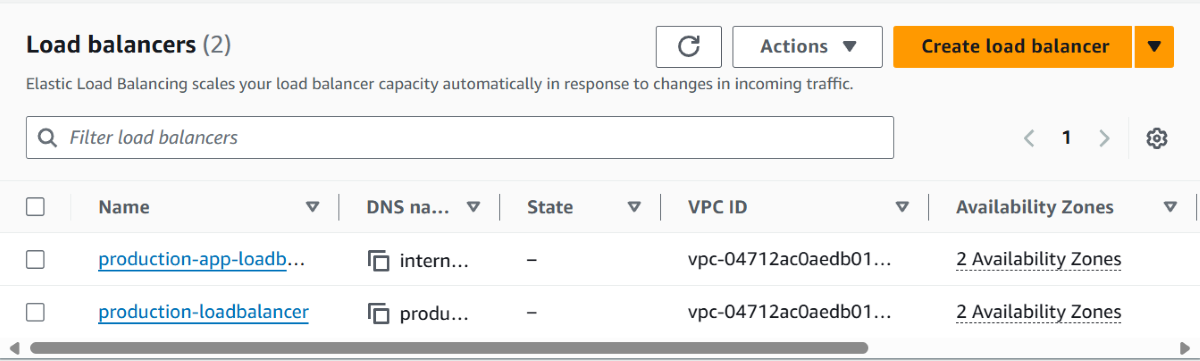 Load balancers (2)
Actions
Create load balancer
Elastic Load Balancing scales your load balancer capacity automatically in response to changes in incoming traffic.
Filter load balancers
1
Name DNS na... State VPC ID Availability Zones
production-app-loadb... intern... – vpc-04712ac0aedb01... 2 Availability Zones
production-loadbalancer produ... – vpc-04712ac0aedb01... 2 Availability Zones